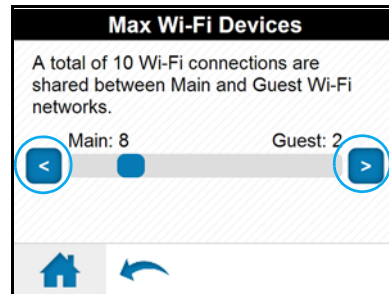 Max Wi-Fi Devices
A total of 10 Wi-Fi connections are
shared between Main and Guest Wi-Fi
networks.
Main: 8 Guest: 2
< >